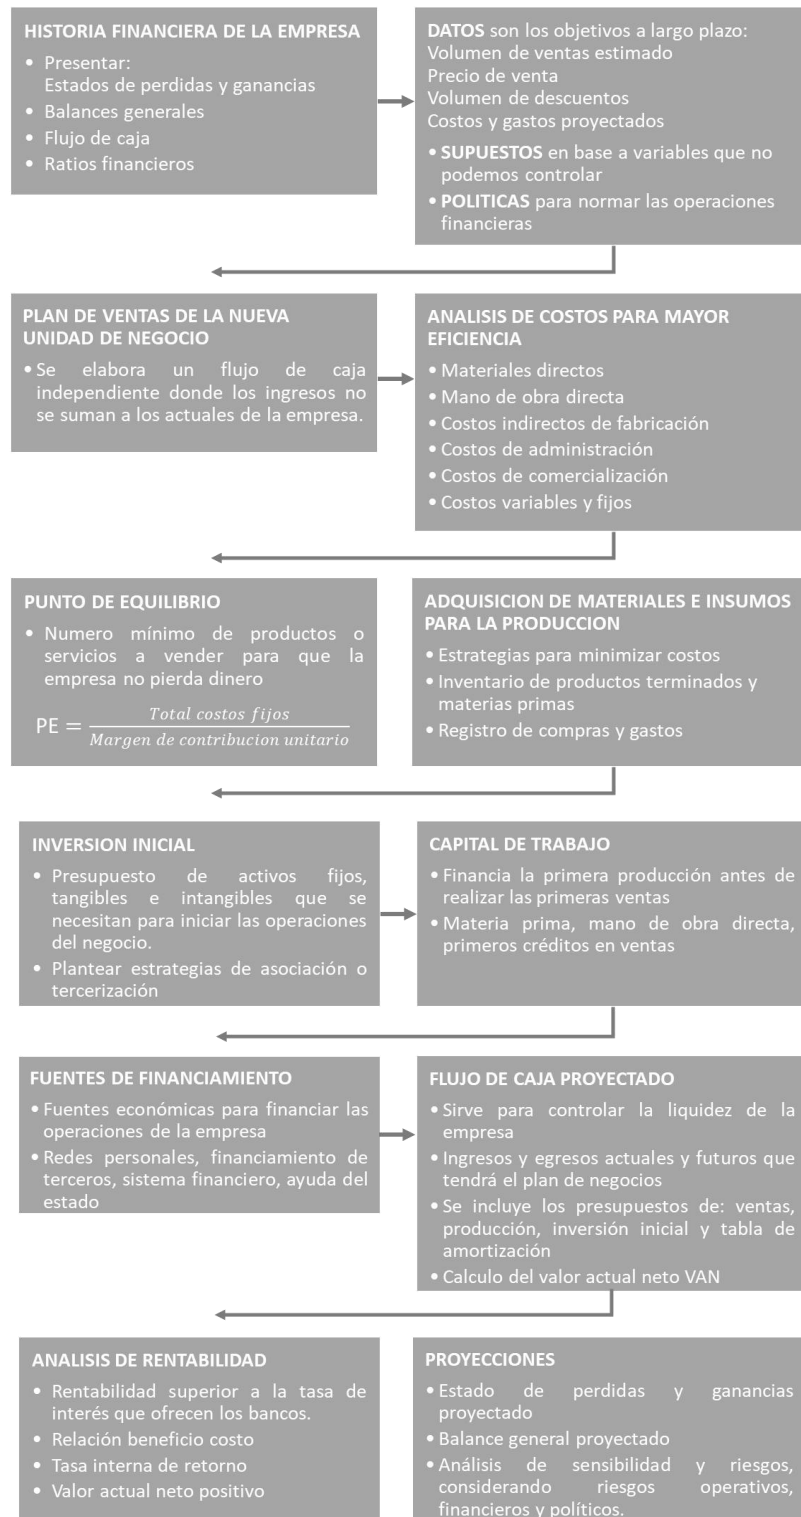 HISTORIA FINANCIERA DE LA EMPRESA
• Presentar:
Estados de perdidas y ganancias
• Balances generales
• Flujo de caja
• Ratios financieros
DATOS son los objetivos a largo plazo:
Volumen de ventas estimado
Precio de venta
Volumen de descuentos
Costos y gastos proyectados
• SUPUESTOS en base a variables que no
podemos controlar
• POLITICAS para normar las operaciones
financieras
PLAN DE VENTAS DE LA NUEVA
UNIDAD DE NEGOCIO
• Se elabora un flujo de caja
independiente donde los ingresos no
se suman a los actuales de la empresa.
ANALISIS DE COSTOS PARA MAYOR
EFICIENCIA
• Materiales directos
• Mano de obra directa
• Costos indirectos de fabricación
• Costos de administración
• Costos de comercialización
• Costos variables y fijos
PUNTO DE EQUILIBRIO
• Numero mínimo de productos o
servicios a vender para que la
empresa no pierda dinero
PE = Total costos fijos / Margen de contribucion unitario
ADQUISICION DE MATERIALES E INSUMOS
PARA LA PRODUCCION
• Estrategias para minimizar costos
• Inventario de productos terminados y
materias primas
• Registro de compras y gastos
INVERSION INICIAL
• Presupuesto de activos fijos,
tangibles e intangibles que se
necesitan para iniciar las operaciones
del negocio.
• Plantear estrategias de asociación o
tercerización
CAPITAL DE TRABAJO
• Financia la primera producción antes de
realizar las primeras ventas
• Materia prima, mano de obra directa,
primeros créditos en ventas
FUENTES DE FINANCIAMIENTO
• Fuentes económicas para financiar las
operaciones de la empresa
• Redes personales, financiamiento de
terceros, sistema financiero, ayuda del
estado
FLUJO DE CAJA PROYECTADO
• Sirve para controlar la liquidez de la
empresa
• Ingresos y egresos actuales y futuros que
tendrá el plan de negocios
• Se incluye los presupuestos de: ventas,
producción, inversión inicial y tabla de
amortización
• Calculo del valor actual neto VAN
ANALISIS DE RENTABILIDAD
• Rentabilidad superior a la tasa de
interés que ofrecen los bancos.
• Relación beneficio costo
• Tasa interna de retorno
• Valor actual neto positivo
PROYECCIONES
• Estado de perdidas y ganancias
proyectado
• Balance general proyectado
• Análisis de sensibilidad y riesgos,
considerando riesgos operativos,
financieros y políticos.